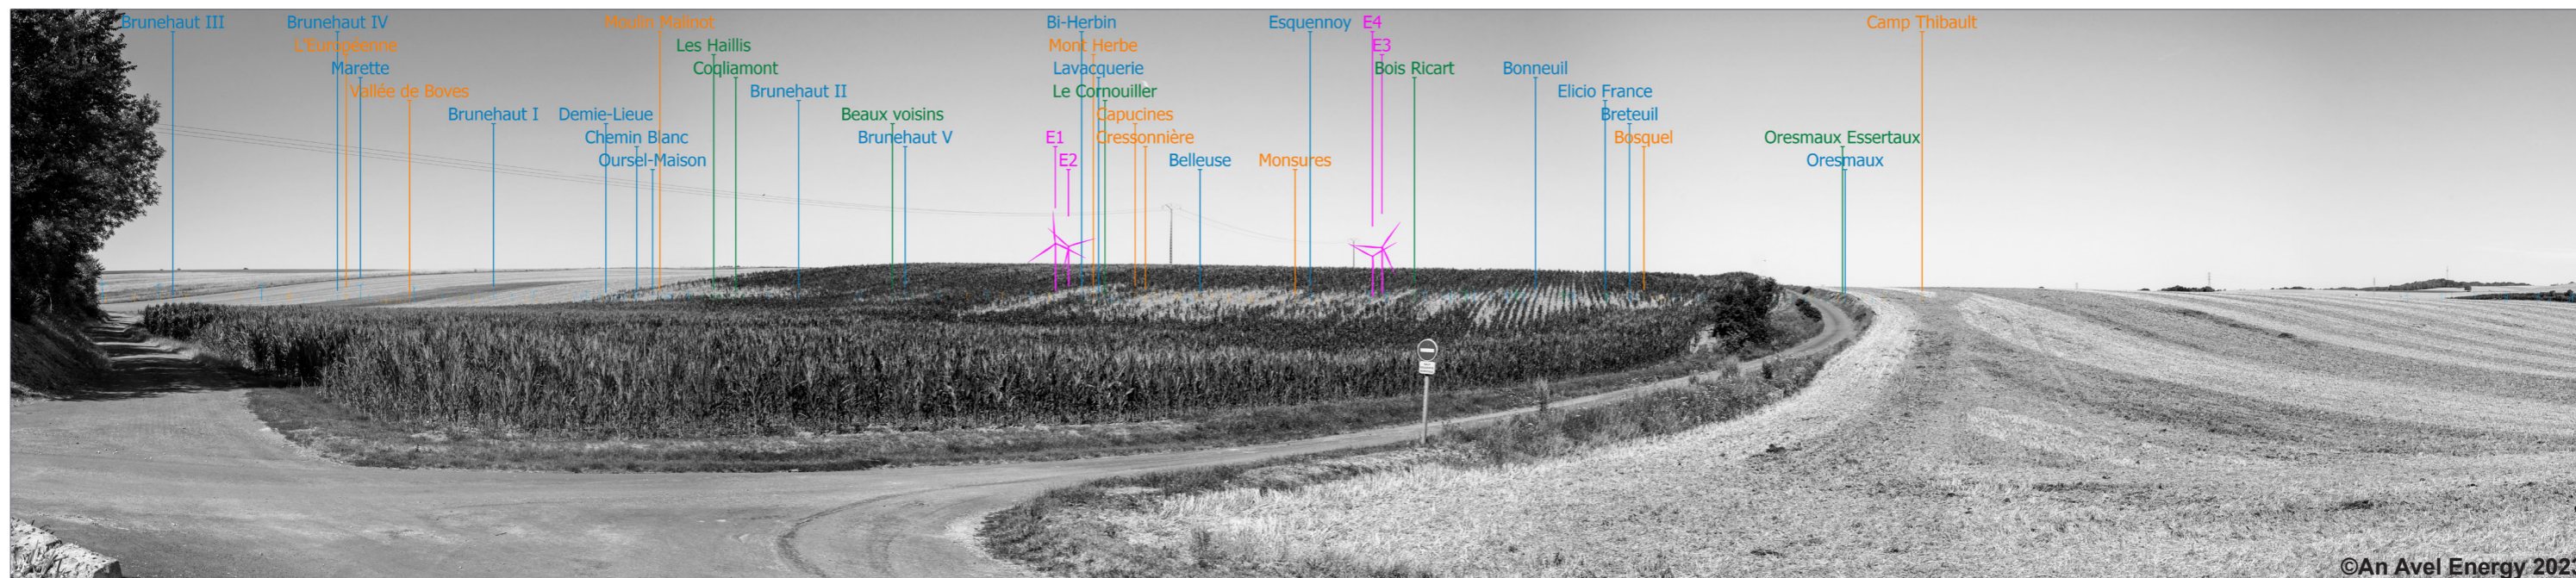 Brunehaut III
Brunehaut IV
Moulin Malinot
Bi-Herbin
Esquennoy
E4
Camp Thibault
L'Européenne
Les Haillis
Mont Herbe
E3
Marette
Coqliamont
Lavacquerie
Bois Ricart
Bonneuil
Vallée de Boves
Brunehaut II
Le Cornouiller
Elicio France
Brunehaut I
Demie-Lieue
Beaux voisins
Capucines
Breteuil
Chemin Blanc
Brunehaut V
E1
Cressonnière
Bosquel
Oresmaux Essertaux
Oursel-Maison
E2
Belleuse
Monsures
Oresmaux
©An Avel Energy